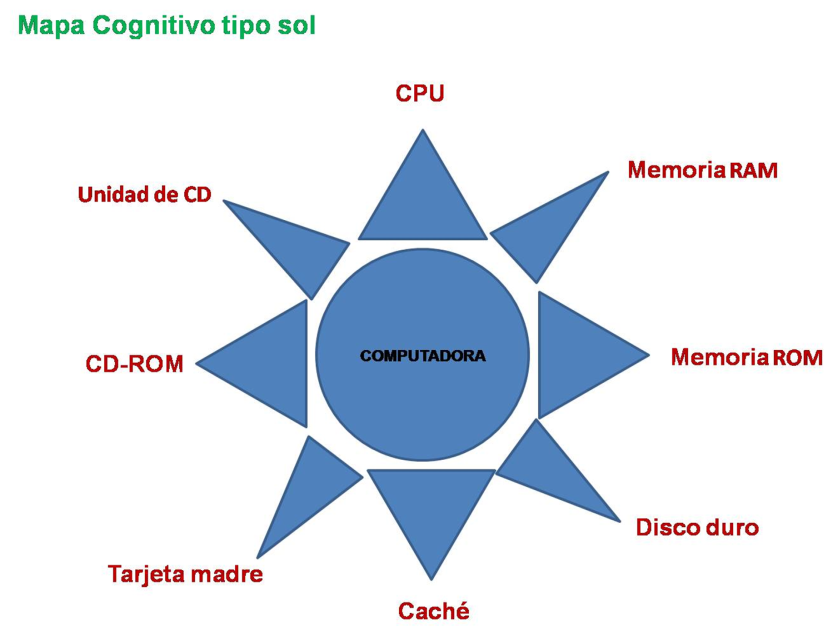 Mapa Cognitivo tipo sol
CPU
Memoria RAM
Unidad de CD
COMPUTADORA
Memoria ROM
CD-ROM
Disco duro
Tarjeta madre
Caché